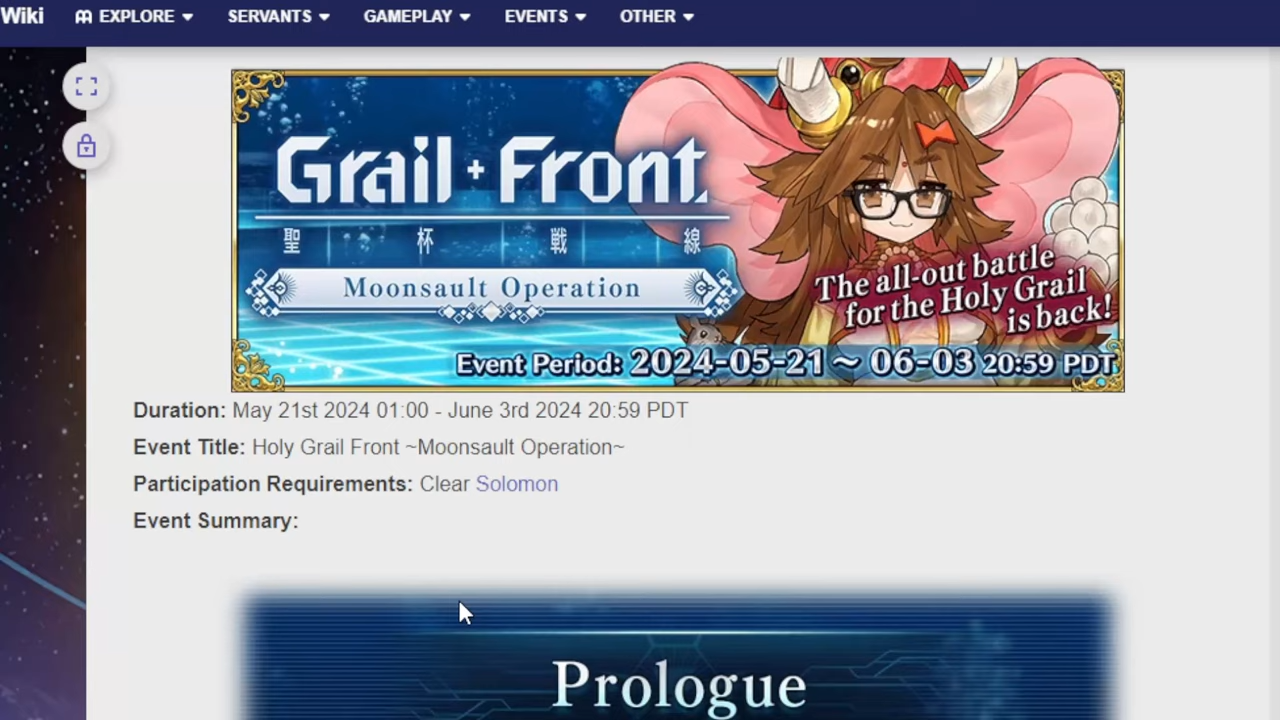 Wiki EXPLORE SERVANTS GAMEPLAY EVENTS OTHER
Grail Front
聖杯戦線
Moonsault Operation
The all-out battle
for the Holy Grail
is back!
Event Period: 2024-05-21 ~ 06-03 20:59 PDT
Duration: May 21st 2024 01:00 - June 3rd 2024 20:59 PDT
Event Title: Holy Grail Front ~Moonsault Operation~
Participation Requirements: Clear Solomon
Event Summary:
Prologue